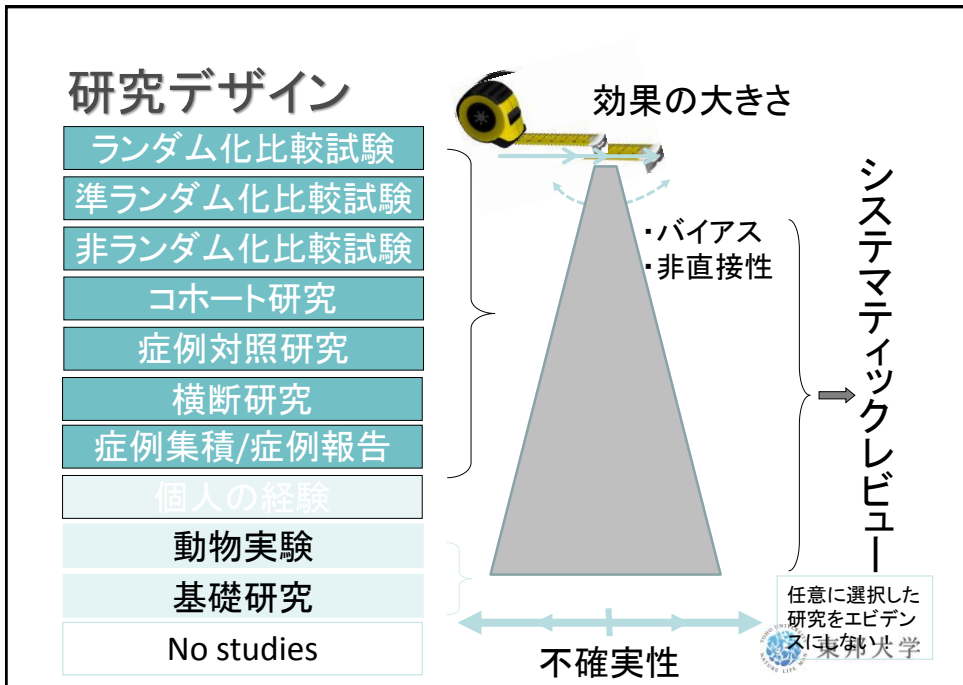 研究デザイン
ランダム化比較試験
準ランダム化比較試験
非ランダム化比較試験
コホート研究
症例対照研究
横断研究
症例集積/症例報告
個人の経験
動物実験
基礎研究
No studies
効果の大きさ
・バイアス
・非直接性
不確実性
システマティックレビュー
任意に選択した
研究をエビデン
スにしない！
東邦大学